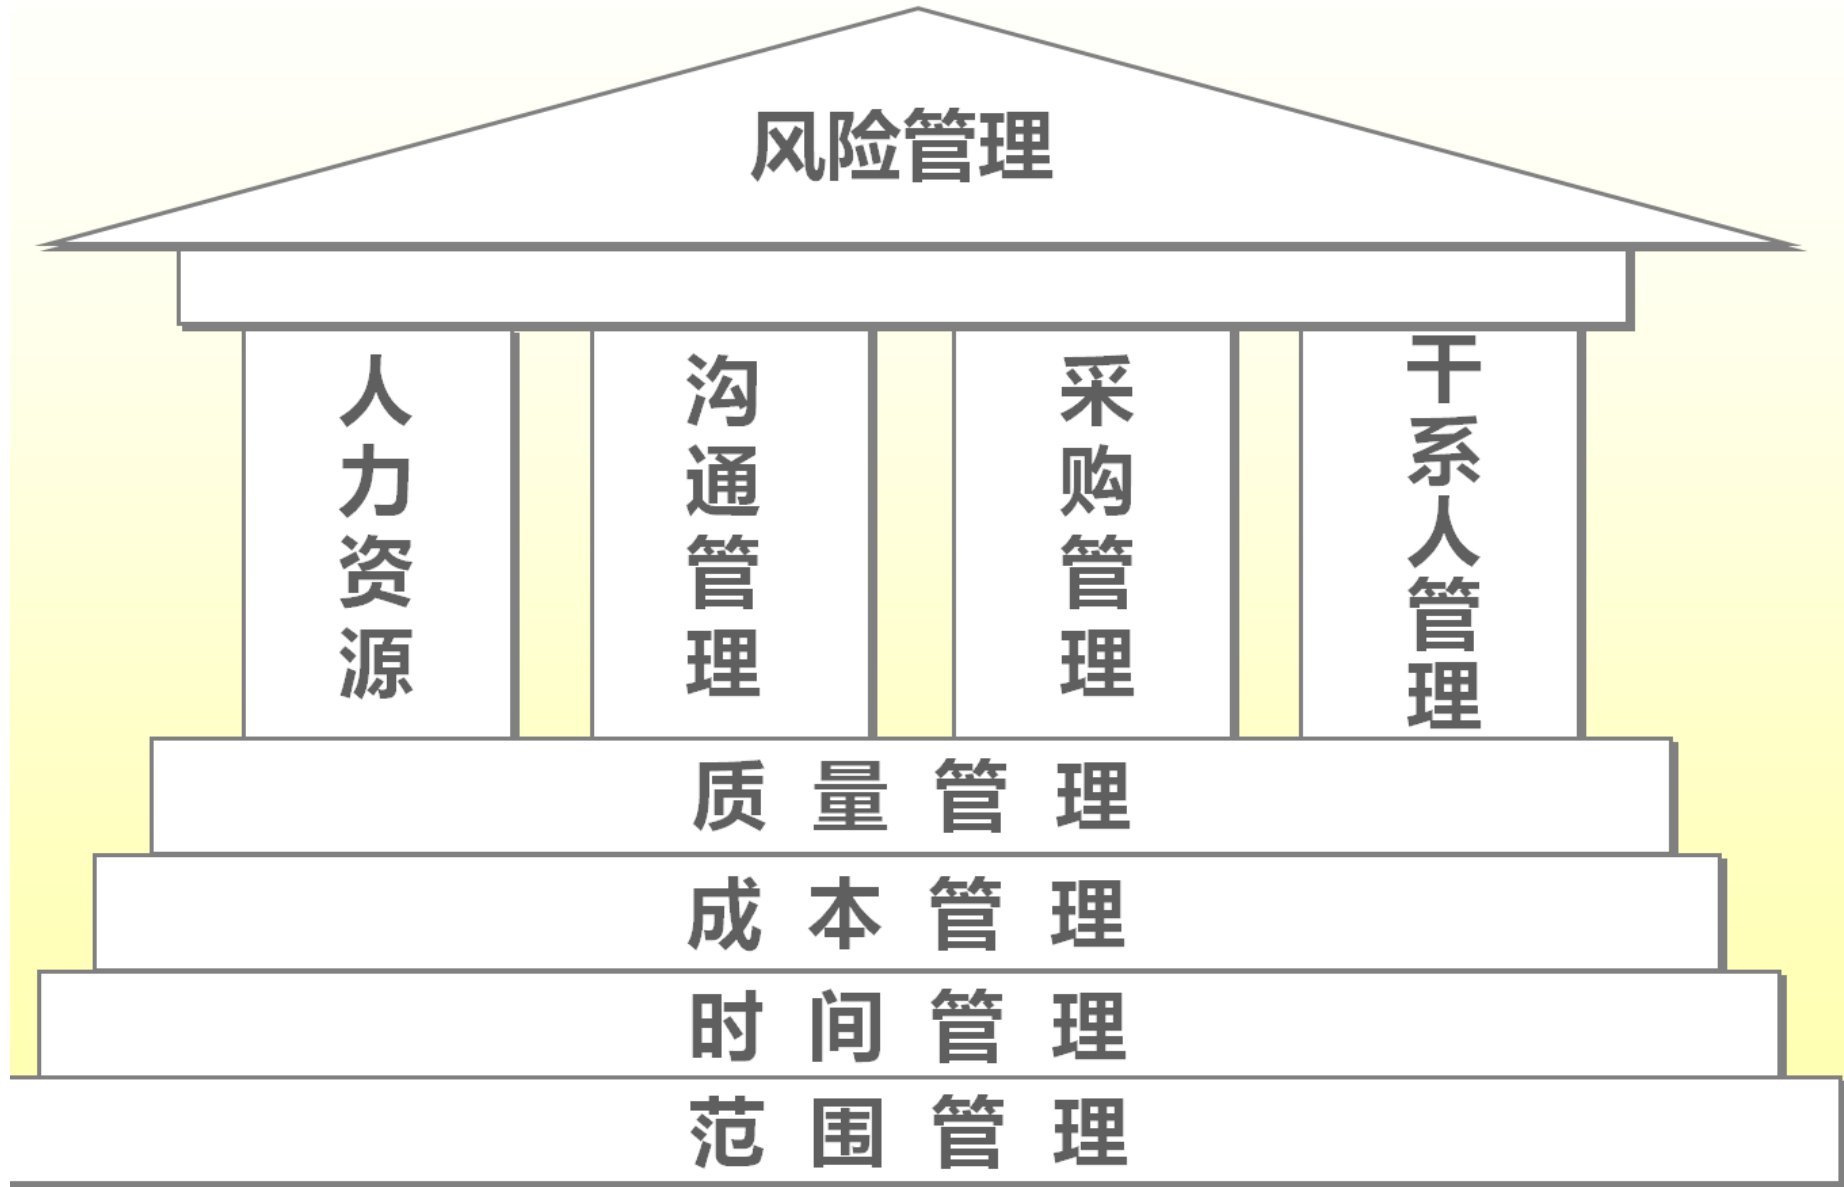 风险管理
人力资源
沟通管理
采购管理
干系人管理
质量管理
成本管理
时间管理
范围管理